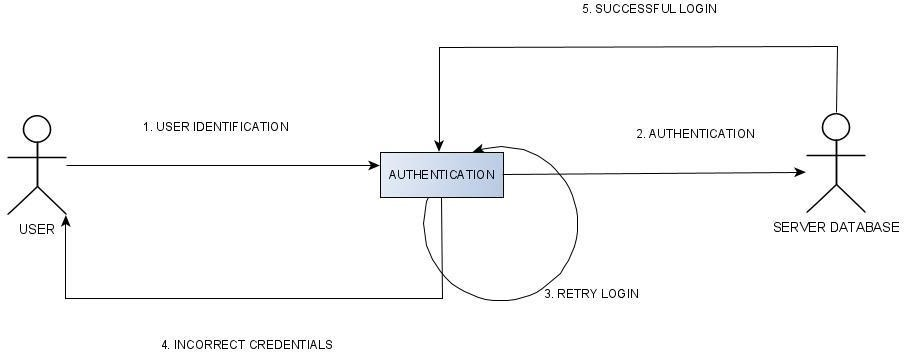 5. SUCCESSFUL LOGIN
1. USER IDENTIFICATION
2. AUTHENTICATION
AUTHENTICATION
USER
SERVER DATABASE
3. RETRY LOGIN
4. INCORRECT CREDENTIALS